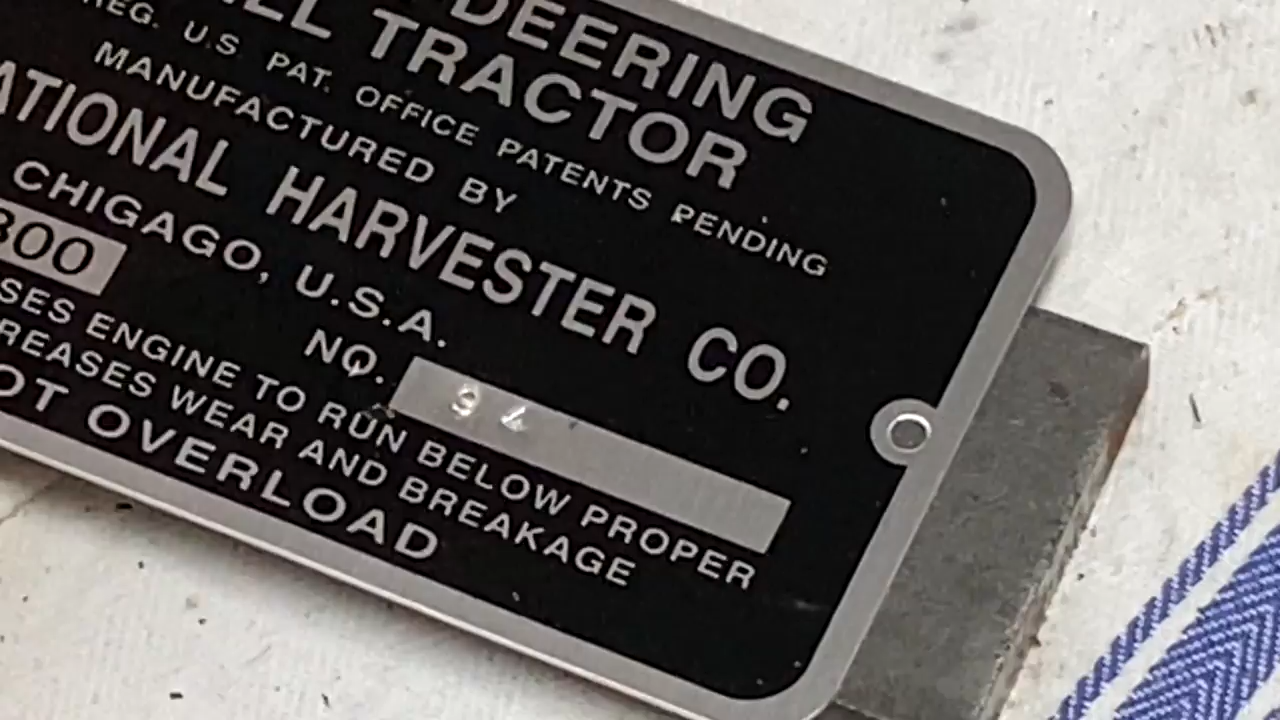 DEERING
TRACTOR
REG. U.S PAT. OFFICE PATENTS PENDING
MANUFACTURED BY
ATIONAL HARVESTER CO.
CHIGAGO, U.S.A.
300
NO. 94
SES ENGINE TO RUN BELOW PROPER
REASES WEAR AND BREAKAGE
OT OVERLOAD